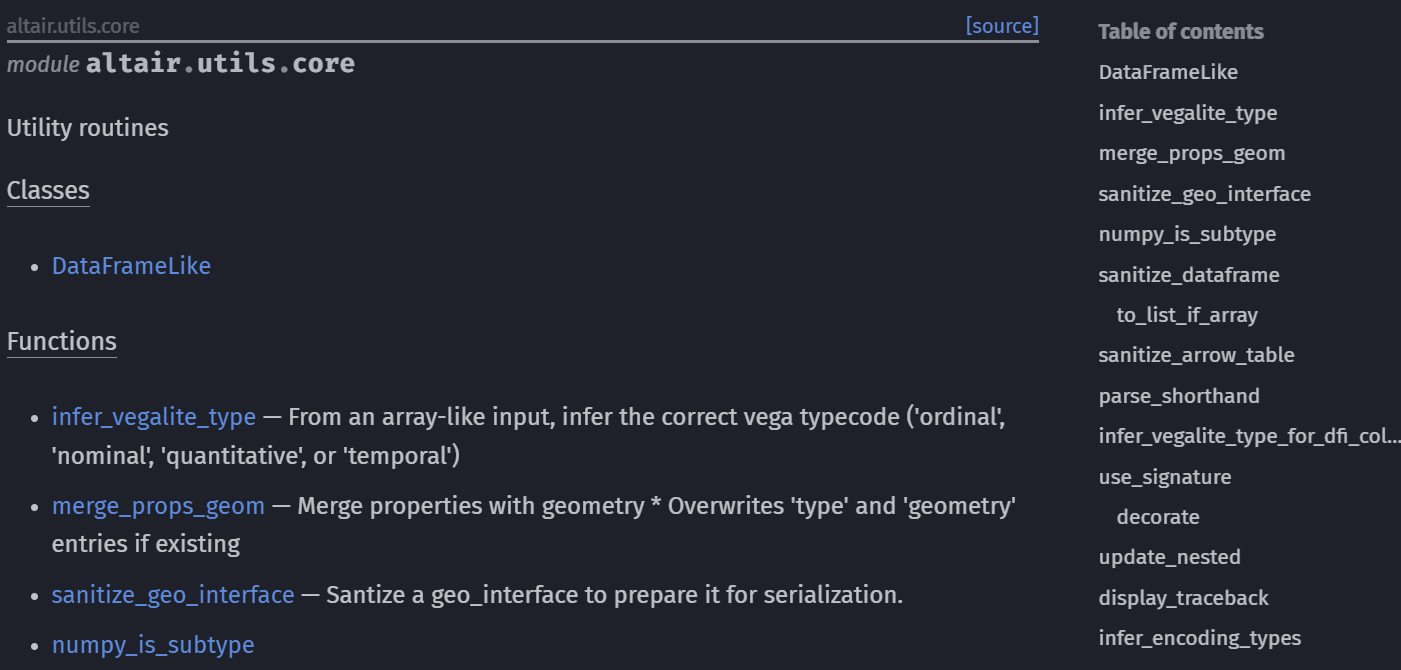 altair.utils.core
[source]
module altair.utils.core
Utility routines
Classes
• DataFrameLike
Functions
• infer_vegalite_type — From an array-like input, infer the correct vega typecode ('ordinal',
'nominal', 'quantitative', or 'temporal')
• merge_props_geom — Merge properties with geometry * Overwrites 'type' and 'geometry'
entries if existing
• sanitize_geo_interface — Santize a geo_interface to prepare it for serialization.
• numpy_is_subtype
Table of contents
DataFrameLike
infer_vegalite_type
merge_props_geom
sanitize_geo_interface
numpy_is_subtype
sanitize_dataframe
to_list_if_array
sanitize_arrow_table
parse_shorthand
infer_vegalite_type_for_dfi_col...
use_signature
decorate
update_nested
display_traceback
infer_encoding_types